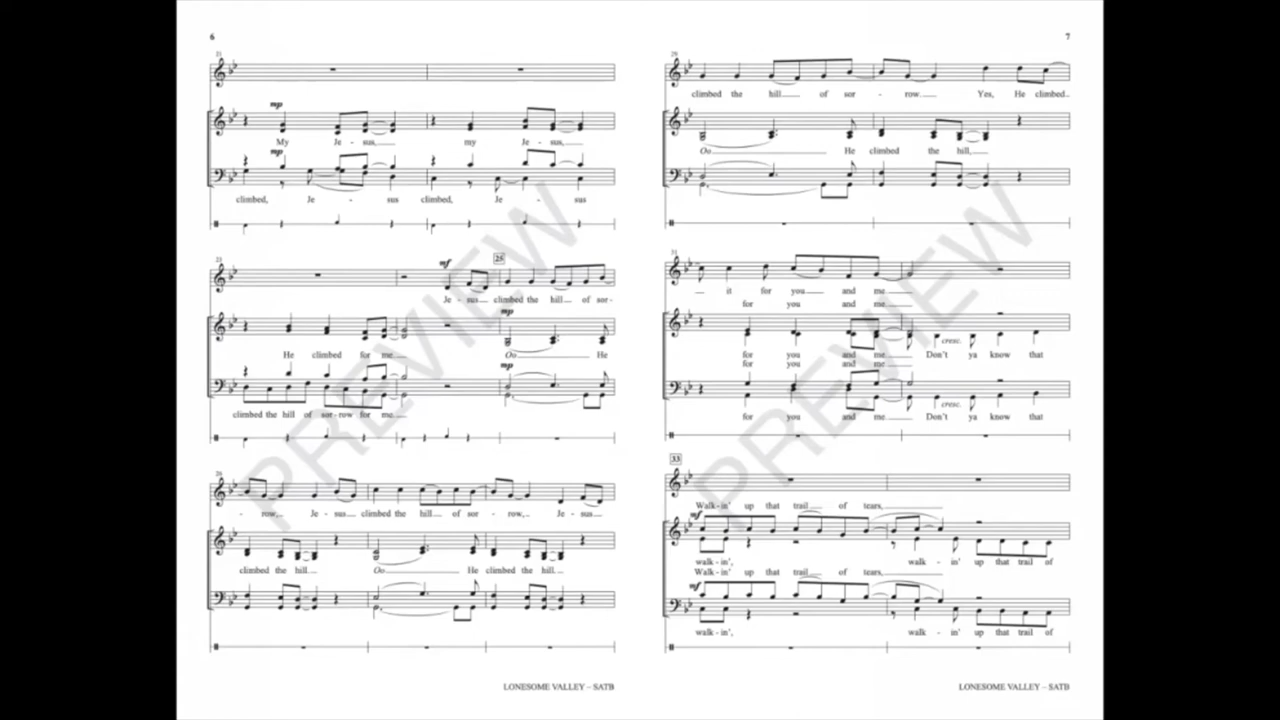 6
21
mp
My Je - sus, my Je - sus,
mp
climbed, Je - sus climbed, Je - sus
23
mf
25
Je - sus climbed the hill of sor-
mp
He climbed for me. Oo He
mp
climbed the hill of sor - row for me.
26
- row, Je - sus climbed the hill of sor - row, Je - sus
climbed the hill. Oo He climbed the hill.
LONESOME VALLEY – SATB
7
29
climbed the hill of sor - row. Yes, He climbed
Oo He climbed the hill,
31
it for you and me
for you and me
cresc.
for you and me Don't ya know that
for you and me
cresc.
for you and me Don't ya know that
33
Walk - in' up that trail of tears,
mf
walk - in', walk - in' up that trail of
Walk - in' up that trail of tears,
mf
walk - in', walk - in' up that trail of
LONESOME VALLEY – SATB
PREVIEW
PREVIEW